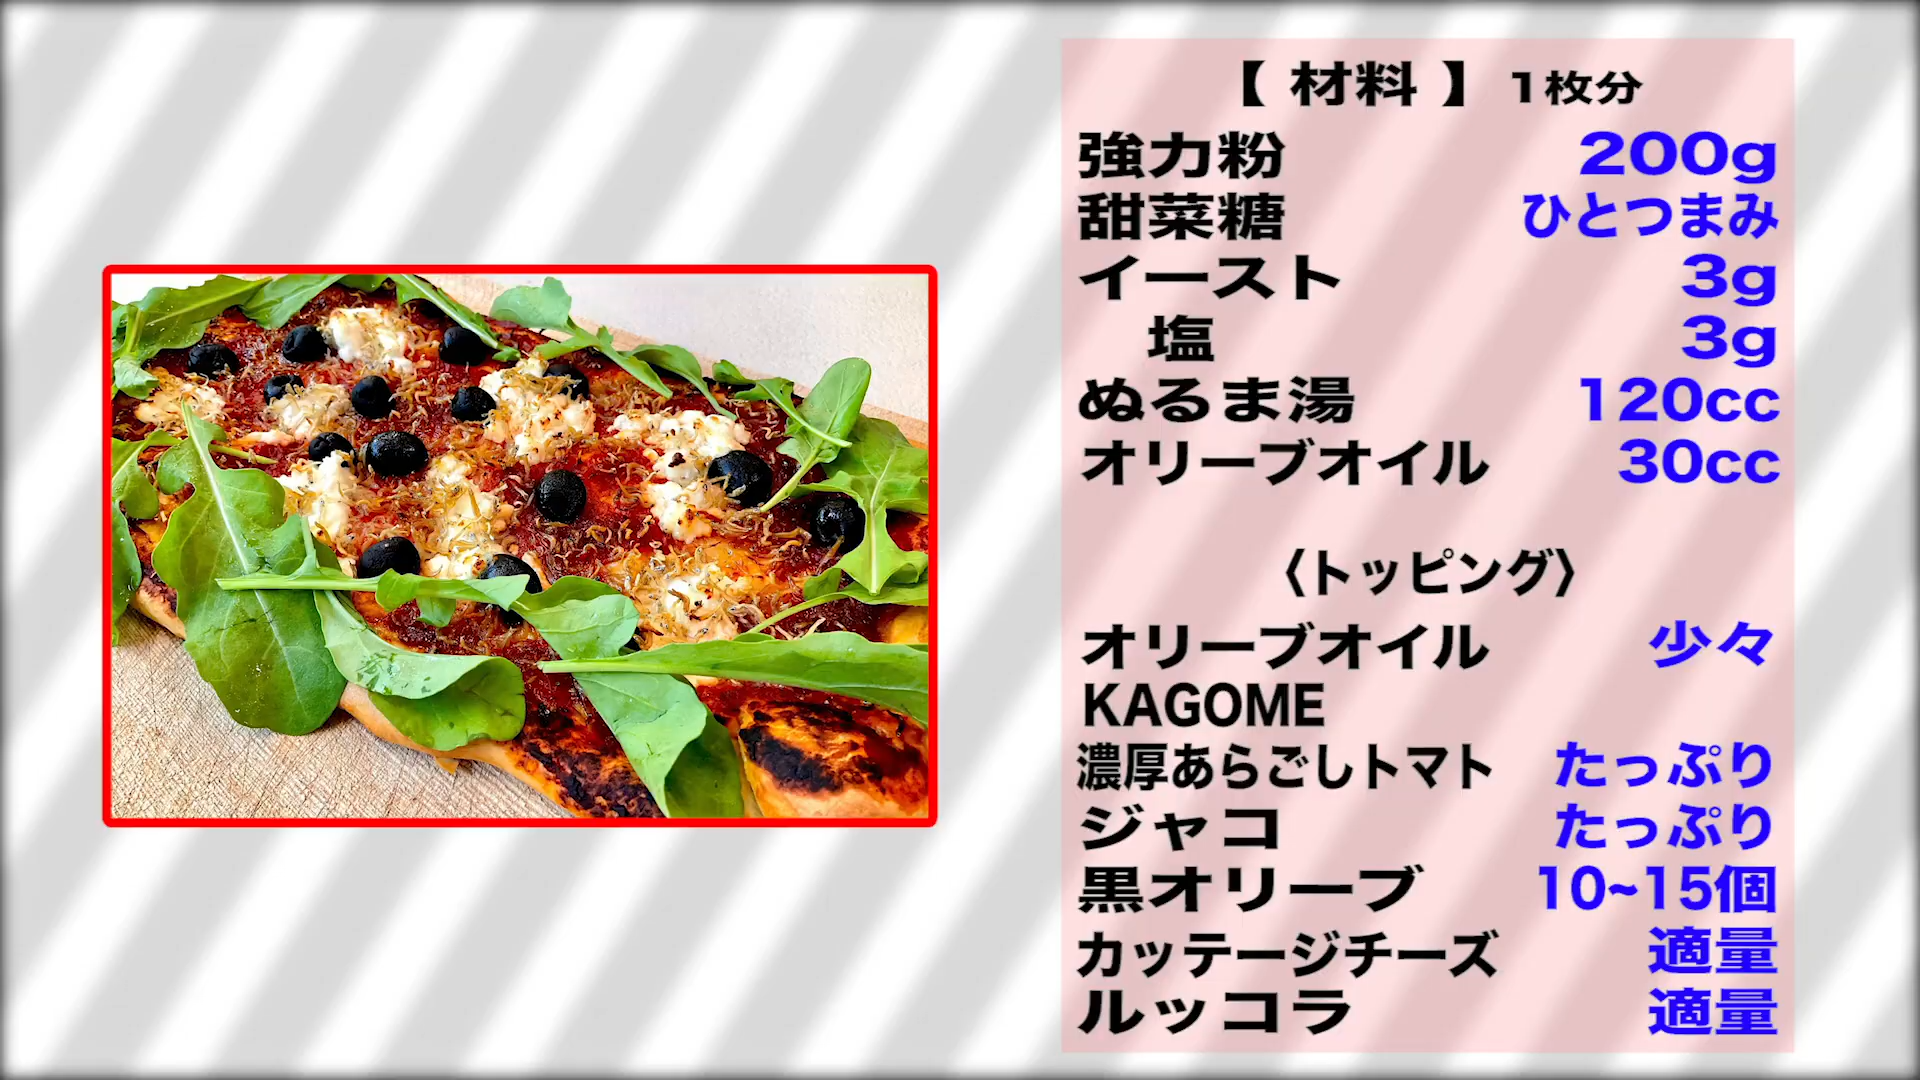 【 材料 】 1枚分
強力粉 200g
甜菜糖 ひとつまみ
イースト 3g
塩 3g
ぬるま湯 120cc
オリーブオイル 30cc
〈トッピング〉
オリーブオイル 少々
KAGOME
濃厚あらごしトマト たっぷり
ジャコ たっぷり
黒オリーブ 10~15個
カッテージチーズ 適量
ルッコラ 適量